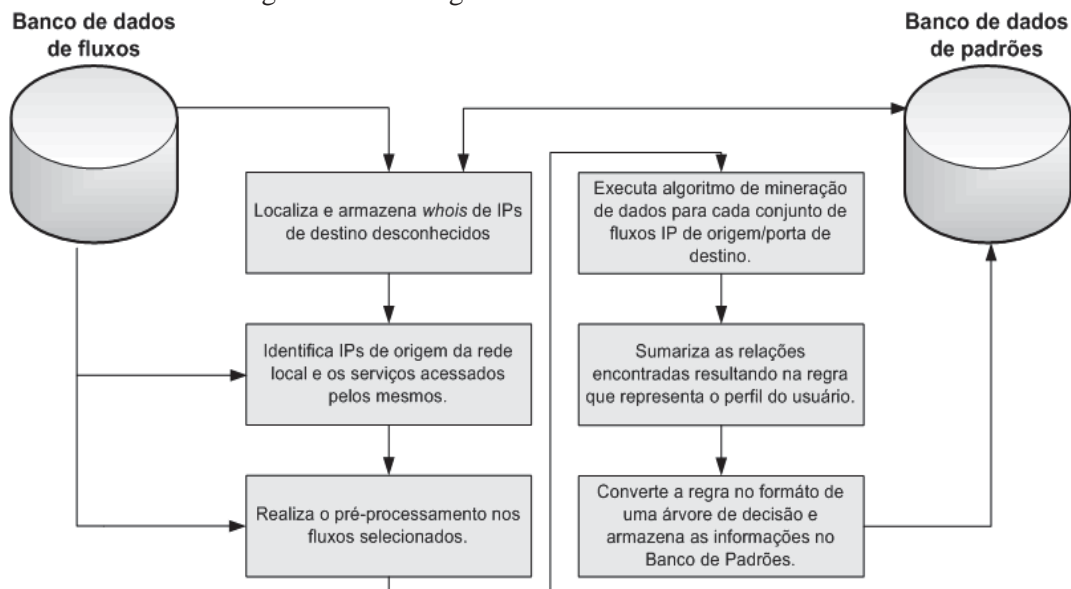 Banco de dados
de fluxos
Banco de dados
de padrões
Localiza e armazena whois de IPs
de destino desconhecidos
Identifica IPs de origem da rede
local e os serviços acessados
pelos mesmos.
Realiza o pré-processamento nos
fluxos selecionados.
Executa algoritmo de mineração
de dados para cada conjunto de
fluxos IP de origem/porta de
destino.
Sumariza as relações
encontradas resultando na regra
que representa o perfil do usuário.
Converte a regra no formáto de
uma árvore de decisão e
armazena as informações no
Banco de Padrões.